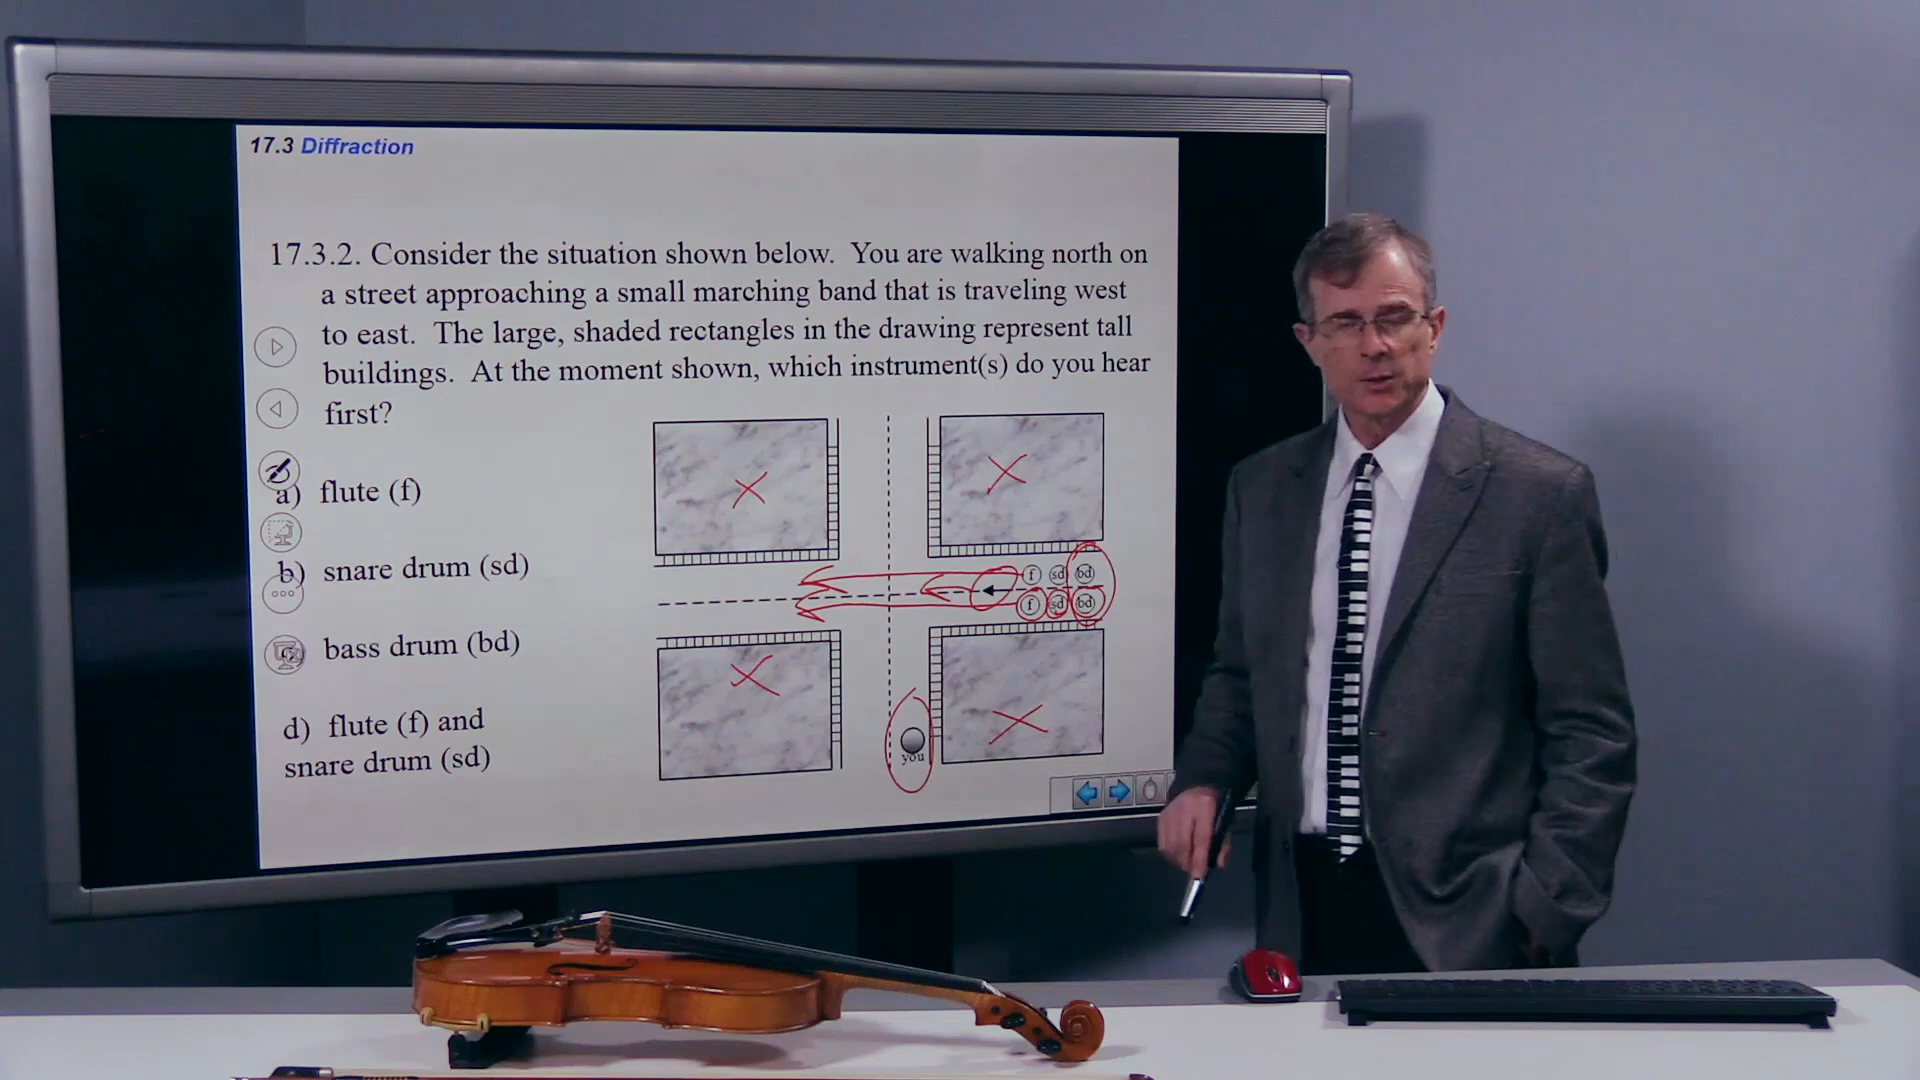 17.3 Diffraction
17.3.2. Consider the situation shown below. You are walking north on
a street approaching a small marching band that is traveling west
to east. The large, shaded rectangles in the drawing represent tall
buildings. At the moment shown, which instrument(s) do you hear
first?
a) flute (f)
b) snare drum (sd)
c) bass drum (bd)
d) flute (f) and
snare drum (sd)
f sd bd
f sd bd
you